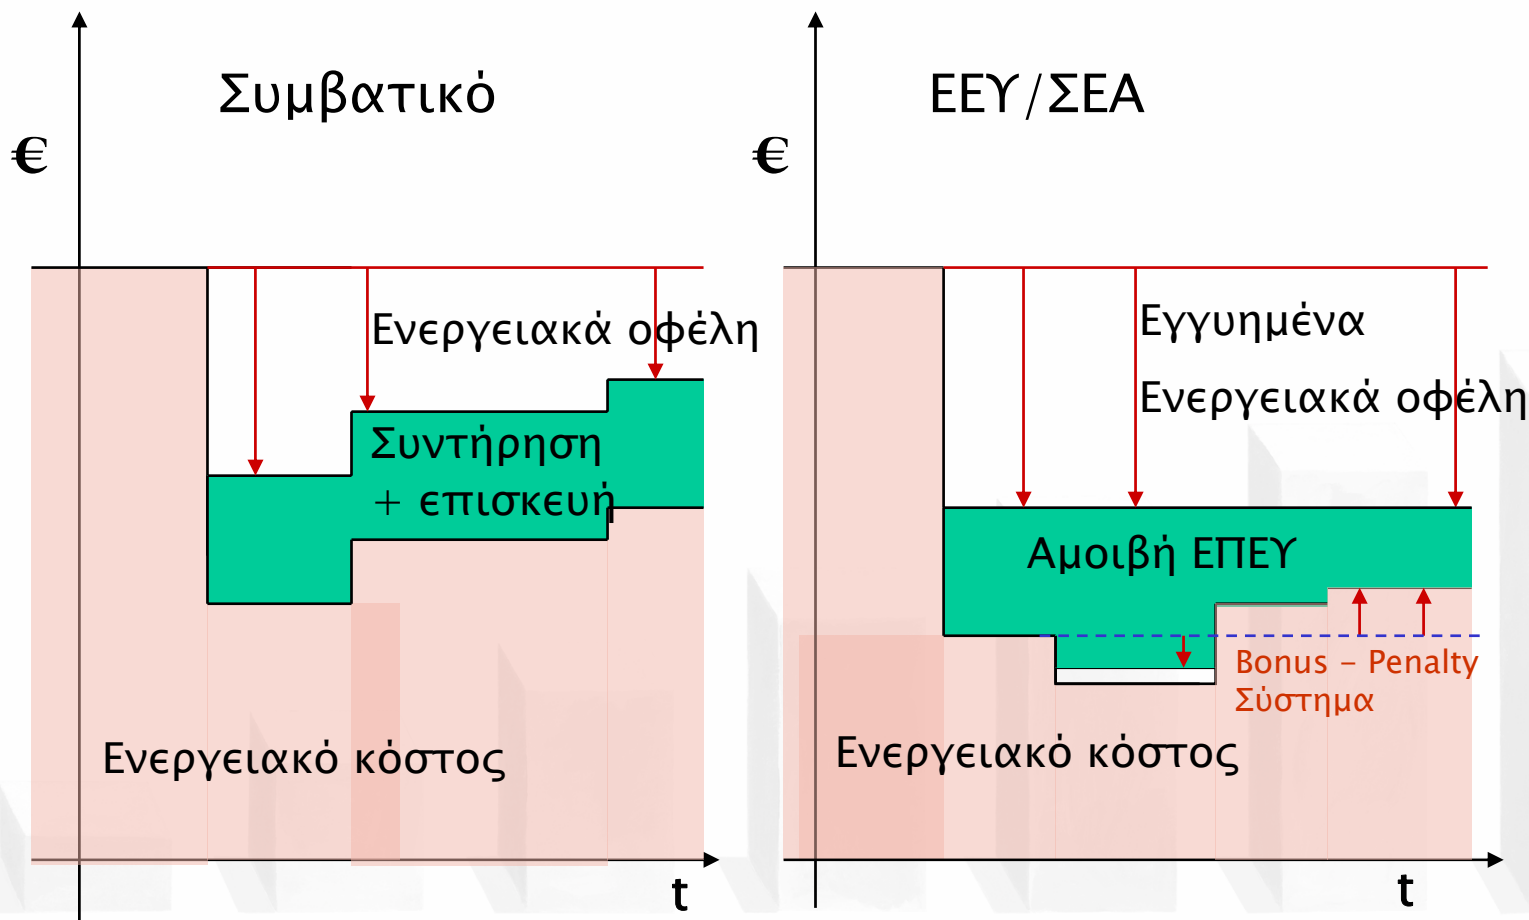 Συμβατικό
€
Ενεργειακά οφέλη
Συντήρηση
+ επισκευή
Ενεργειακό κόστος
t
ΕΕΥ/ΣΕΑ
€
Εγγυημένα
Ενεργειακά οφέλη
Αμοιβή ΕΠΕΥ
Bonus – Penalty
Σύστημα
Ενεργειακό κόστος
t